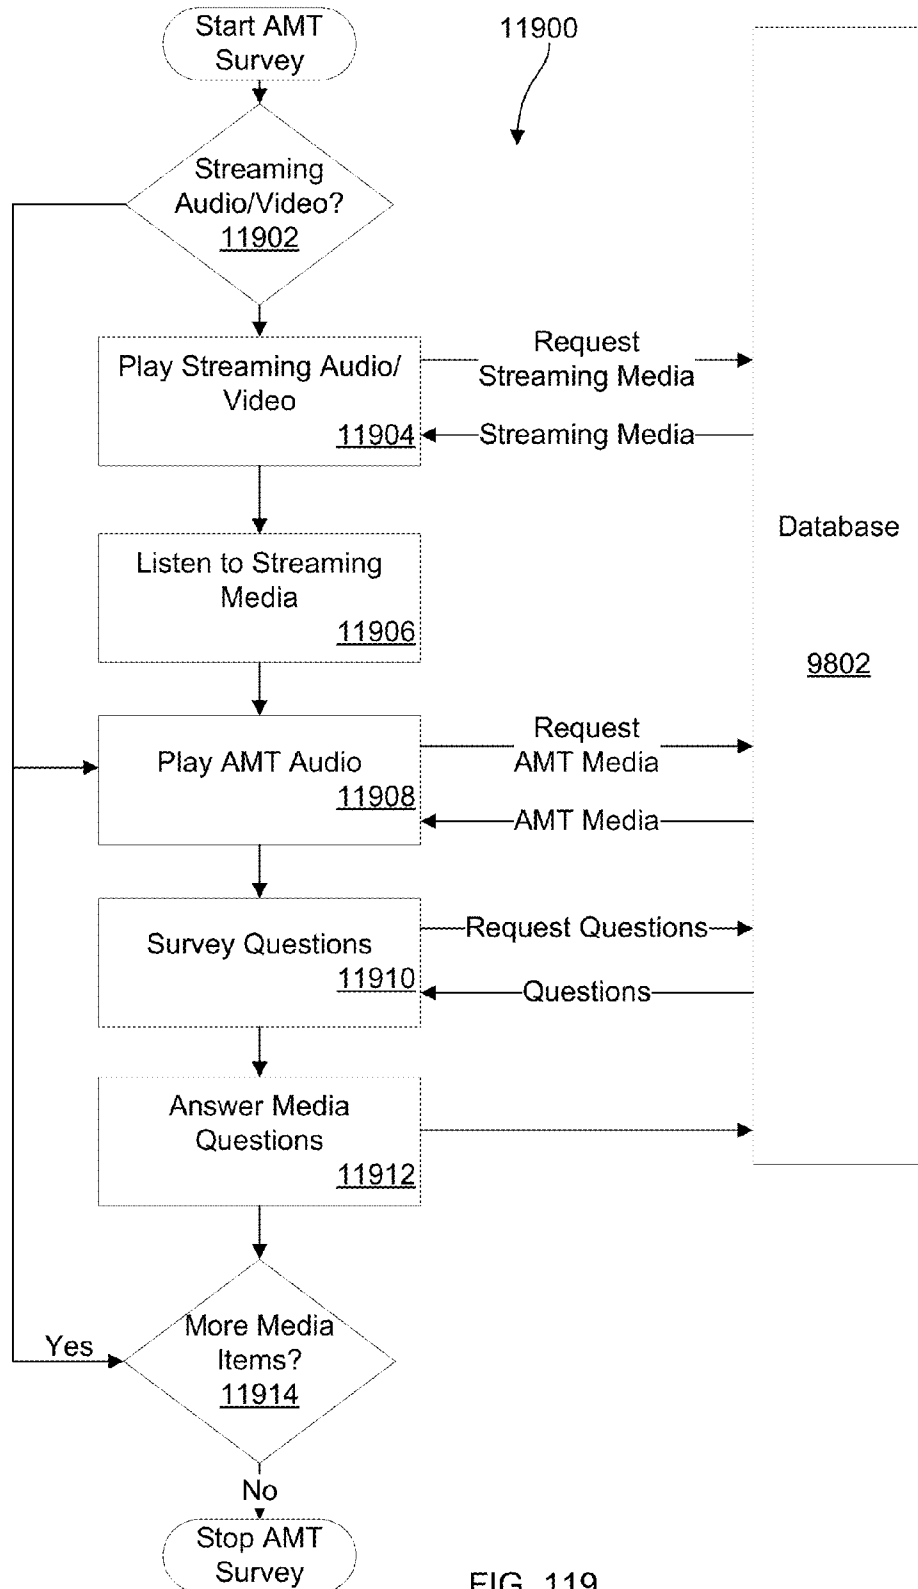 Start AMT
Survey
11900
Streaming
Audio/Video?
11902
Play Streaming Audio/
Video
11904
Request
Streaming Media
Streaming Media
Database
9802
Listen to Streaming
Media
11906
Play AMT Audio
11908
Request
AMT Media
AMT Media
Survey Questions
11910
Request Questions
Questions
Answer Media
Questions
11912
More Media
Items?
11914
Yes
No
Stop AMT
Survey
FIG. 119